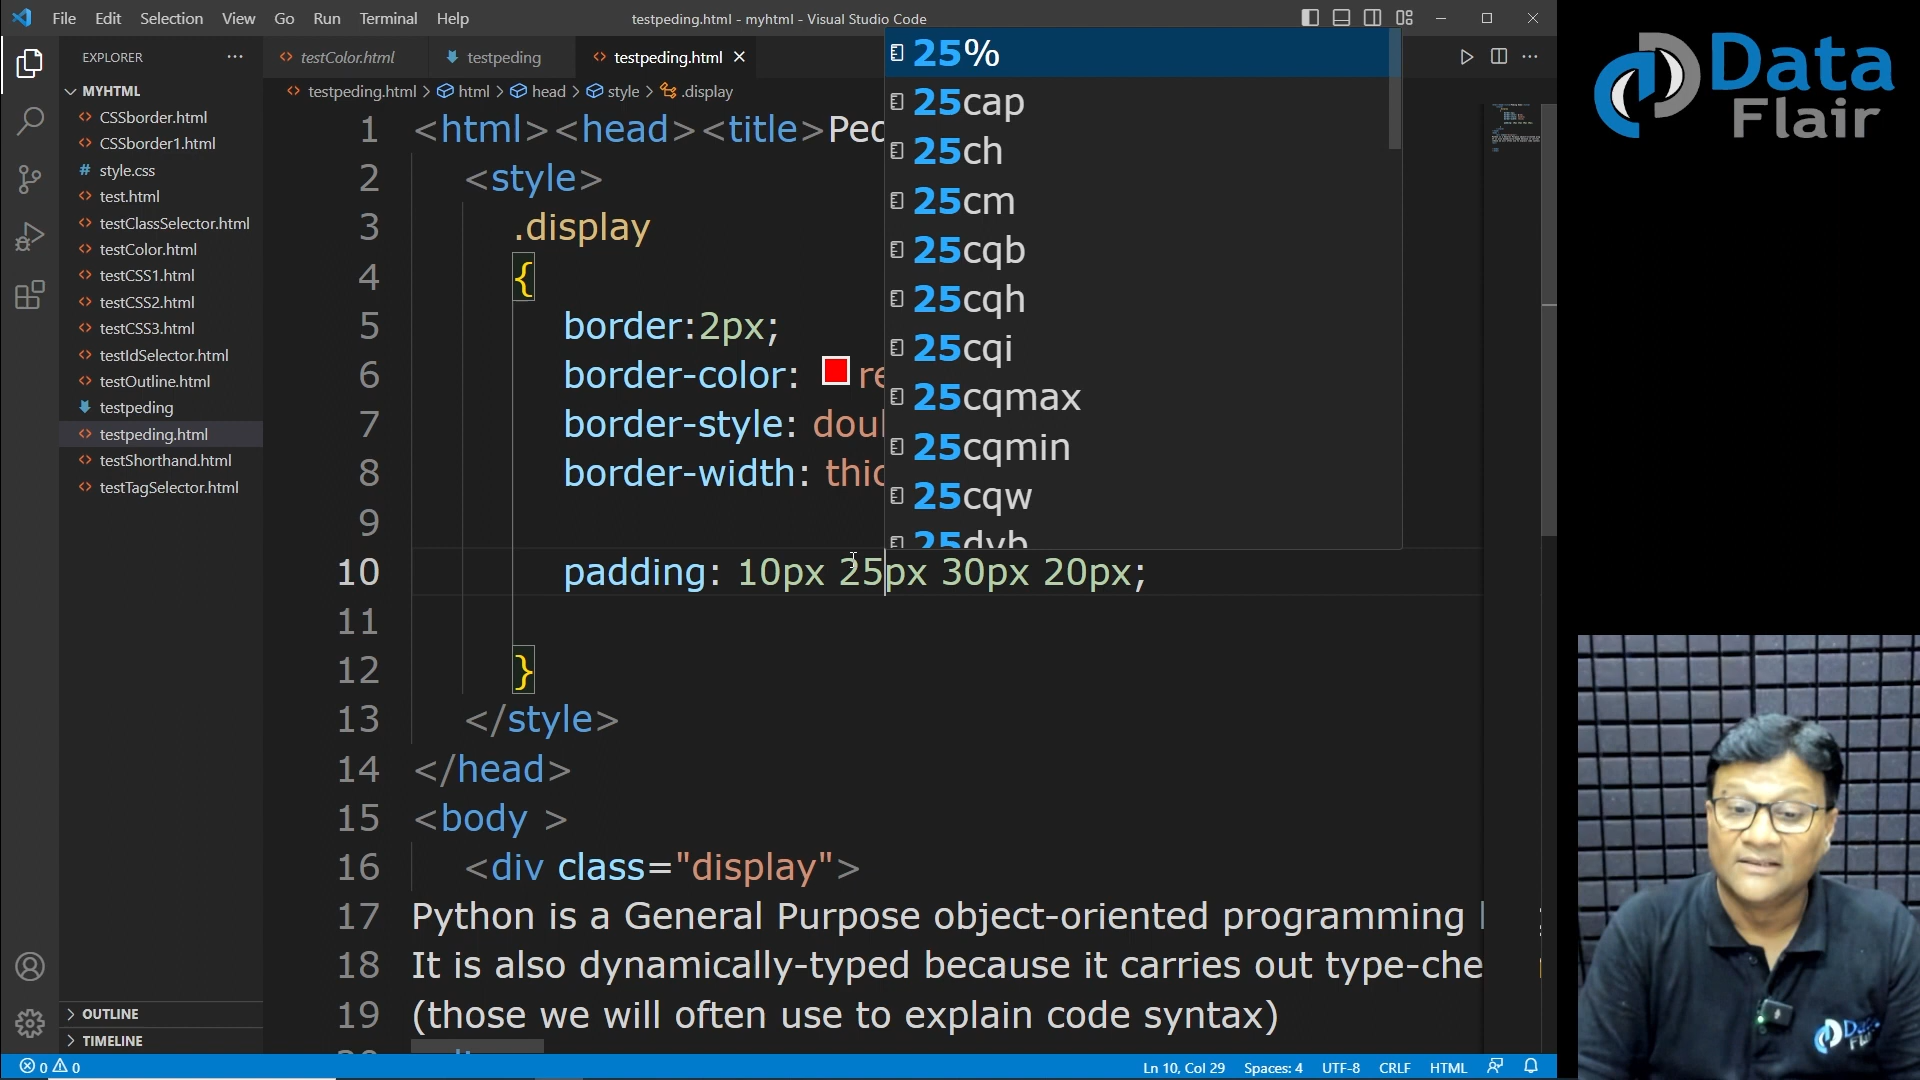 File Edit Selection View Go Run Terminal Help
testpeding.html - myhtml - Visual Studio Code
EXPLORER
testColor.html
testpeding
testpeding.html
MYHTML
testpeding.html > html > head > style > .display
CSSborder.html
CSSborder1.html
style.css
test.html
testClassSelector.html
testColor.html
testCSS1.html
testCSS2.html
testCSS3.html
testIdSelector.html
testOutline.html
testpeding
testpeding.html
testShorthand.html
testTagSelector.html
OUTLINE
TIMELINE
1 <html><head><title>Ped
2 <style>
3 .display
4 {
5 border:2px;
6 border-color: re
7 border-style: doul
8 border-width: thic
9
10 padding: 10px 25px 30px 20px;
11
12 }
13 </style>
14 </head>
15 <body >
16 <div class="display">
17 Python is a General Purpose object-oriented programming
18 It is also dynamically-typed because it carries out type-che
19 (those we will often use to explain code syntax)
25%
25cap
25ch
25cm
25cqb
25cqh
25cqi
25cqmax
25cqmin
25cqw
25dvb
0 0
Ln 10, Col 29 Spaces: 4 UTF-8 CRLF HTML
Data
Flair